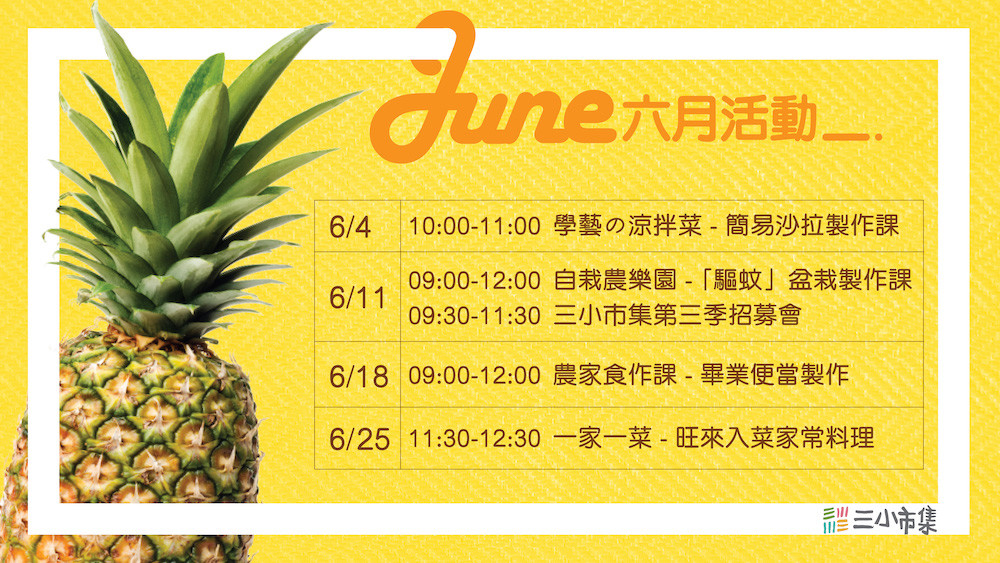 June 六月活動__.
6/4 10:00-11:00 學藝の涼拌菜 - 簡易沙拉製作課
6/11 09:00-12:00 自栽農樂園 -「驅蚊」盆栽製作課
09:30-11:30 三小市集第三季招募會
6/18 09:00-12:00 農家食作課 - 畢業便當製作
6/25 11:30-12:30 一家一菜 - 旺來入菜家常料理
三小市集